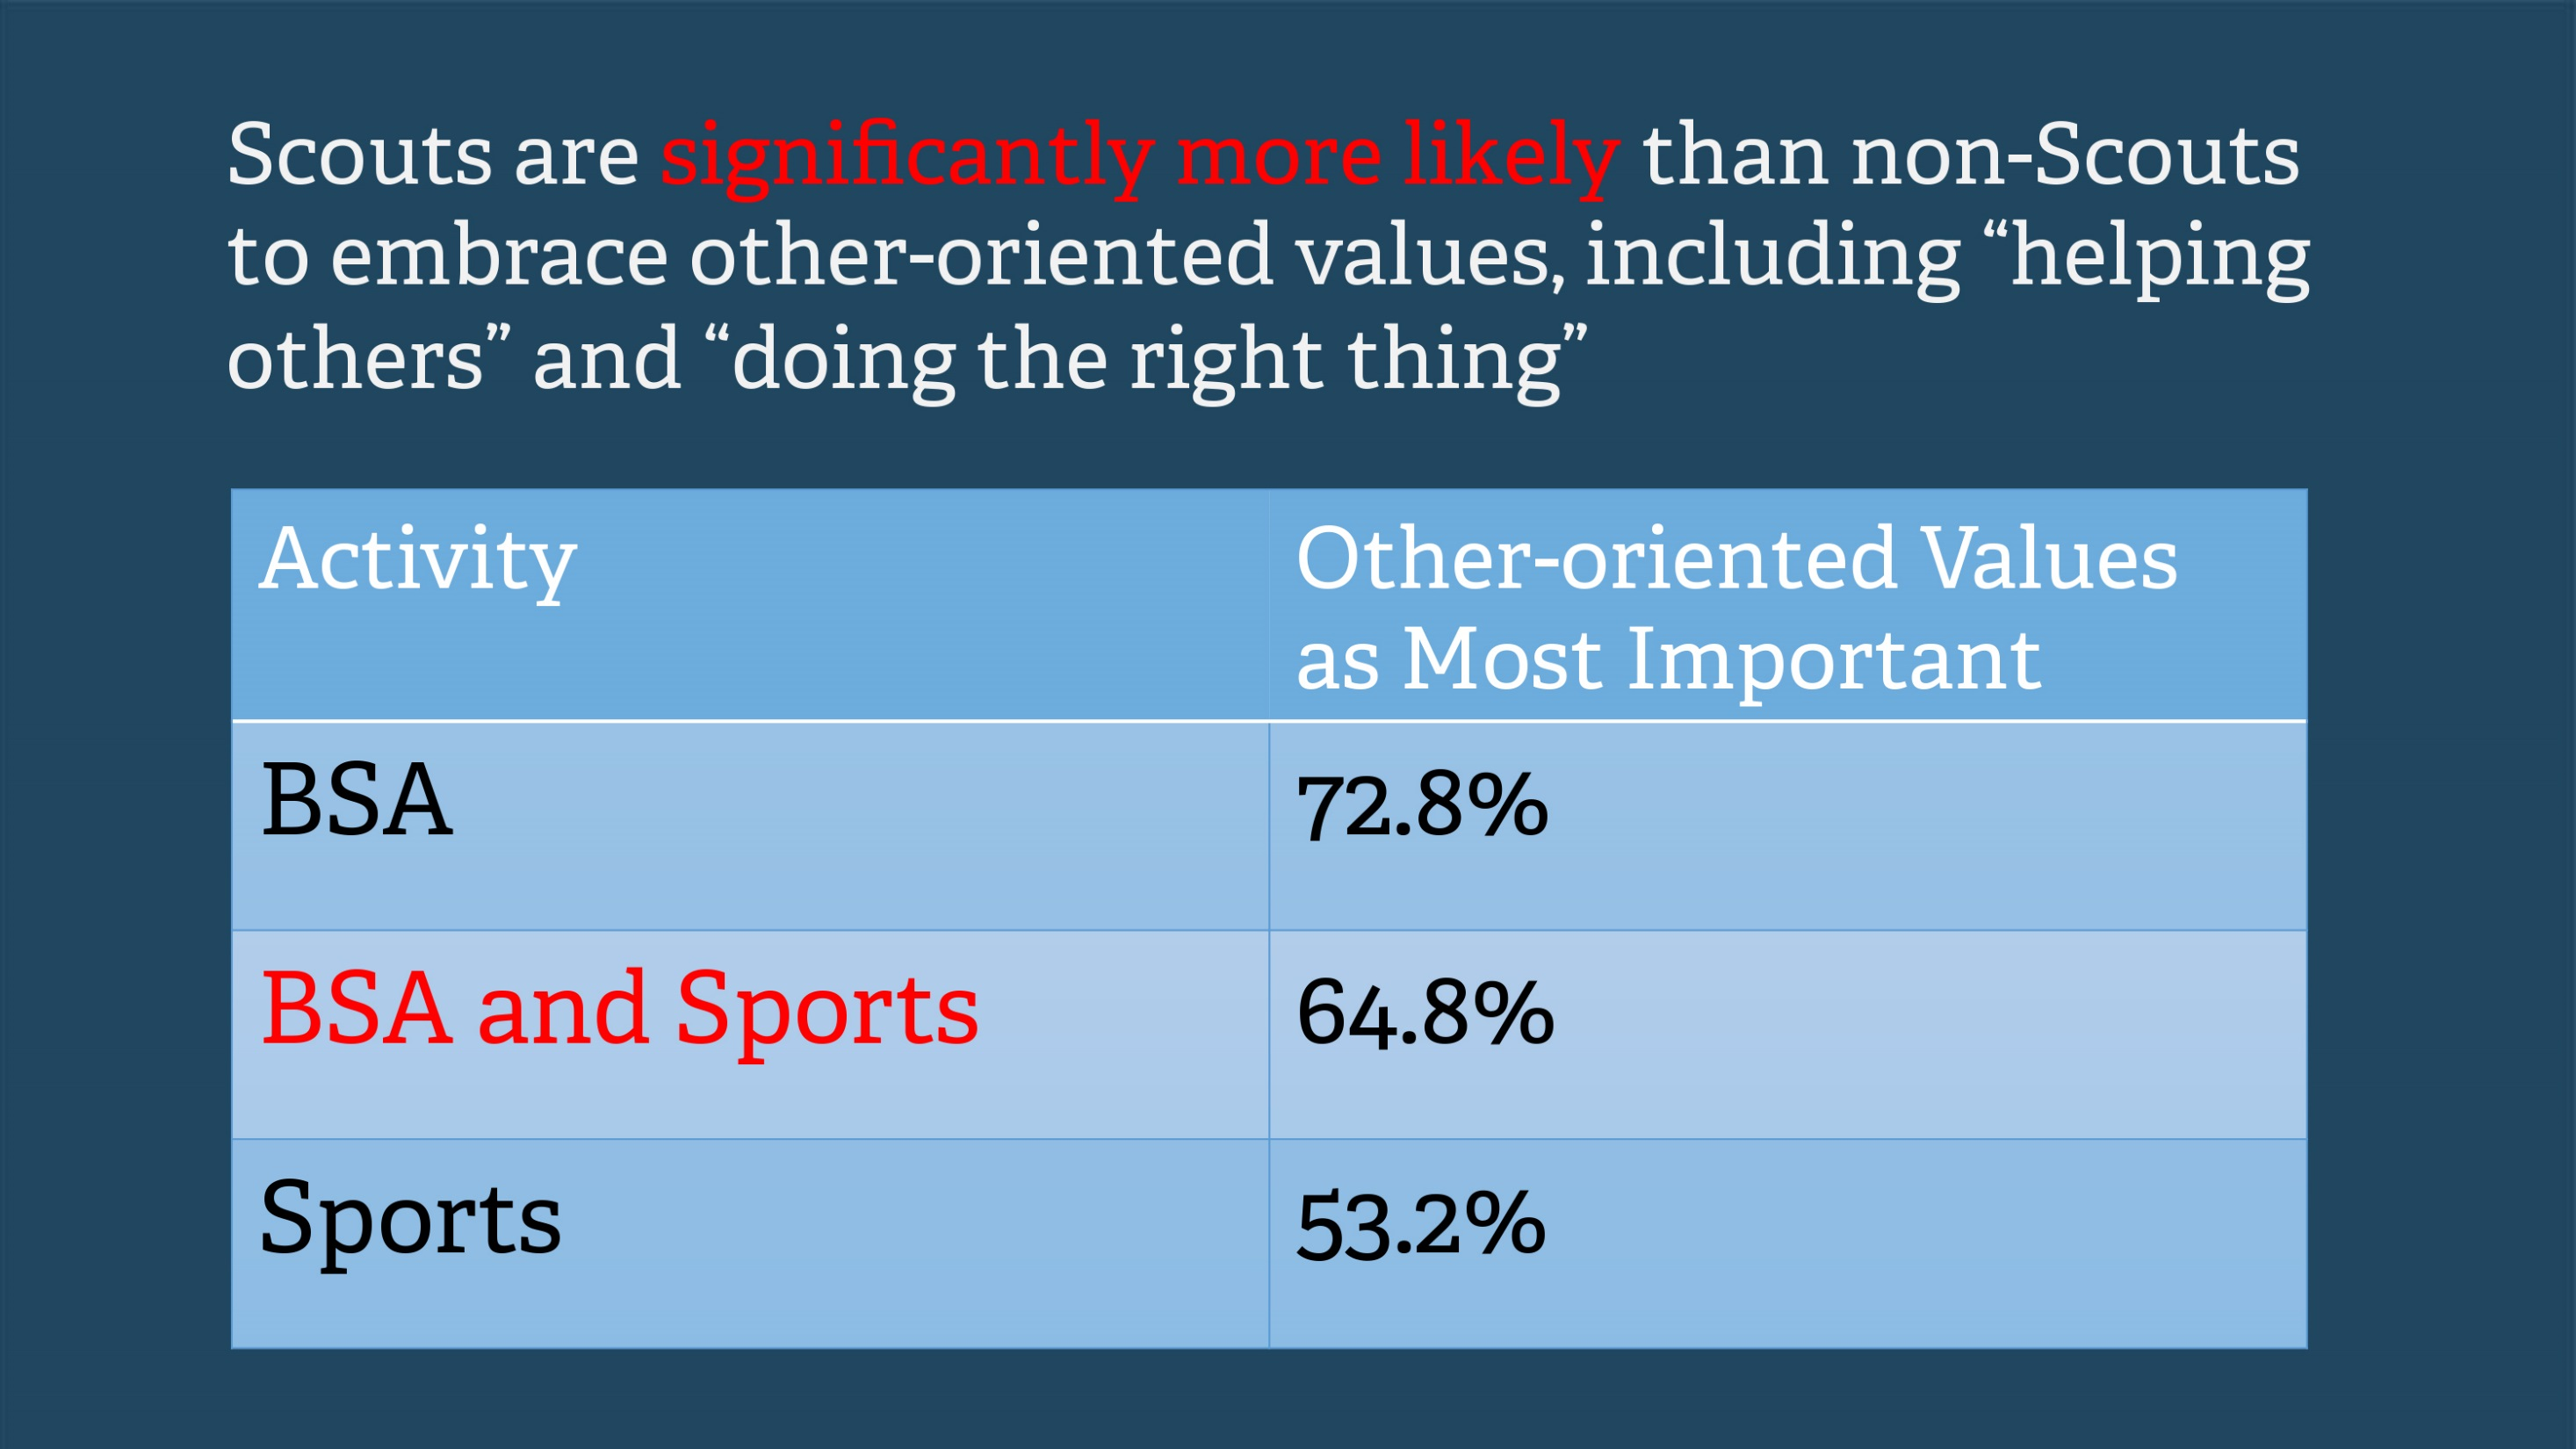 Scouts are significantly more likely than non-Scouts
to embrace other-oriented values, including “helping
others” and “doing the right thing”
Activity
Other-oriented Values
as Most Important
BSA
72.8%
BSA and Sports
64.8%
Sports
53.2%